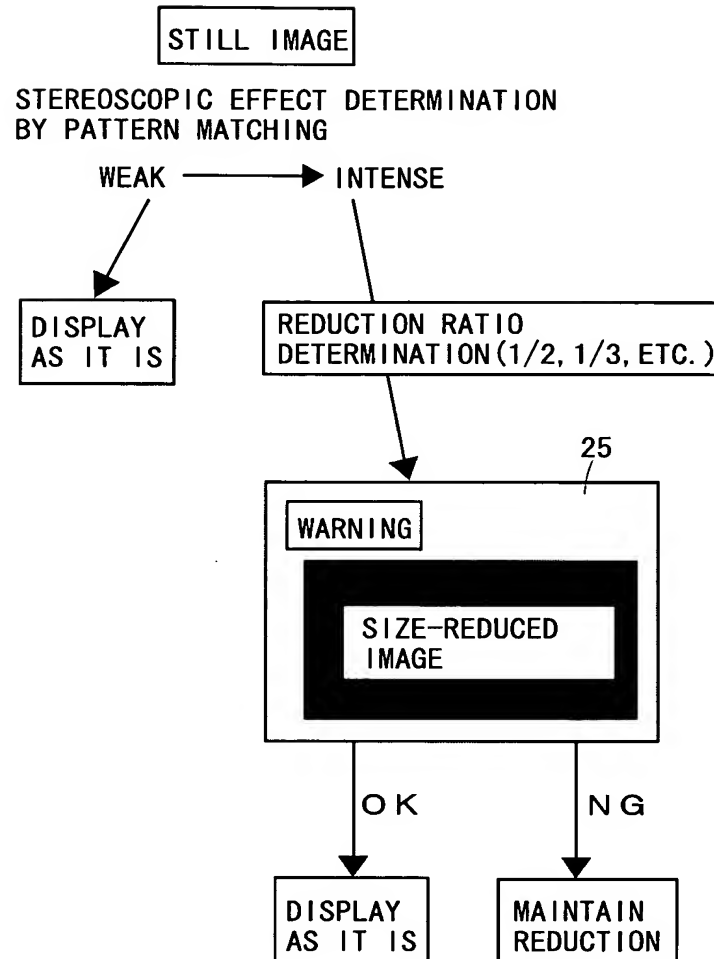 STILL IMAGE
STEREOSCOPIC EFFECT DETERMINATION
BY PATTERN MATCHING
WEAK INTENSE
DISPLAY
AS IT IS
REDUCTION RATIO
DETERMINATION(1/2, 1/3, ETC.)
25
WARNING
SIZE-REDUCED
IMAGE
OK NG
DISPLAY
AS IT IS
MAINTAIN
REDUCTION